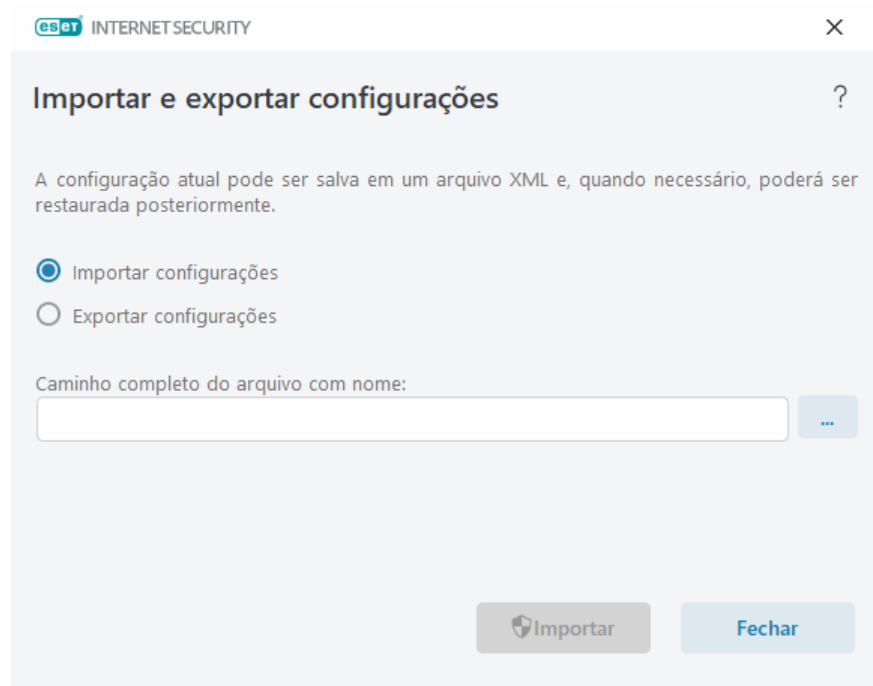 eset INTERNET SECURITY
Importar e exportar configurações
?
A configuração atual pode ser salva em um arquivo XML e, quando necessário, poderá ser
restaurada posteriormente.
Importar configurações
Exportar configurações
Caminho completo do arquivo com nome:
...
Importar
Fechar